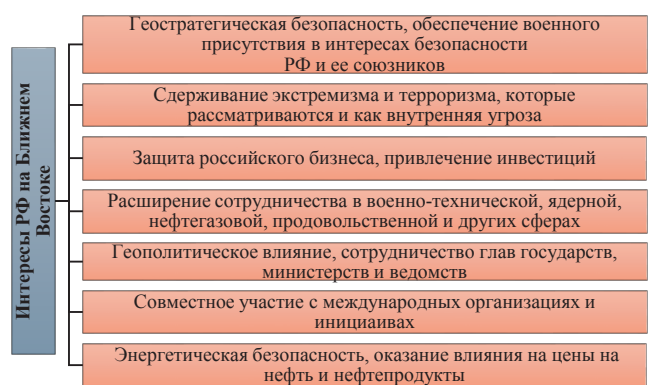 Интересы РФ на Ближнем
Востоке
Геостратегическая безопасность, обеспечение военного
присутствия в интересах безопасности
РФ и ее союзников
Сдерживание экстремизма и терроризма, которые
рассматриваются и как внутренняя угроза
Защита российского бизнеса, привлечение инвестиций
Расширение сотрудничества в военно-технической, ядерной,
нефтегазовой, продовольственной и других сферах
Геополитическое влияние, сотрудничество глав государств,
министерств и ведомств
Совместное участие с международных организациях и
инициаивах
Энергетическая безопасность, оказание влияния на цены на
нефть и нефтепродукты